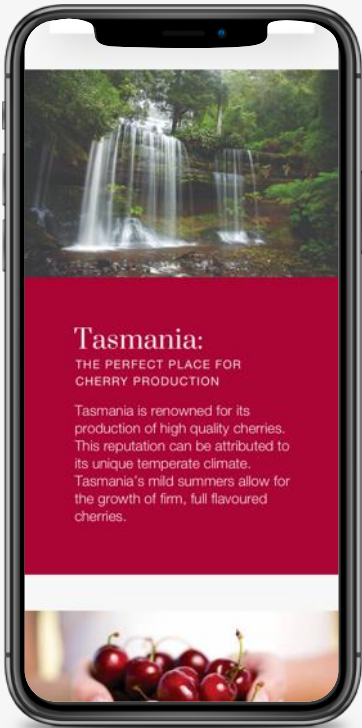 Tasmania:
THE PERFECT PLACE FOR
CHERRY PRODUCTION
Tasmania is renowned for its
production of high quality cherries.
This reputation can be attributed to
its unique temperate climate.
Tasmania's mild summers allow for
the growth of firm, full flavoured
cherries.